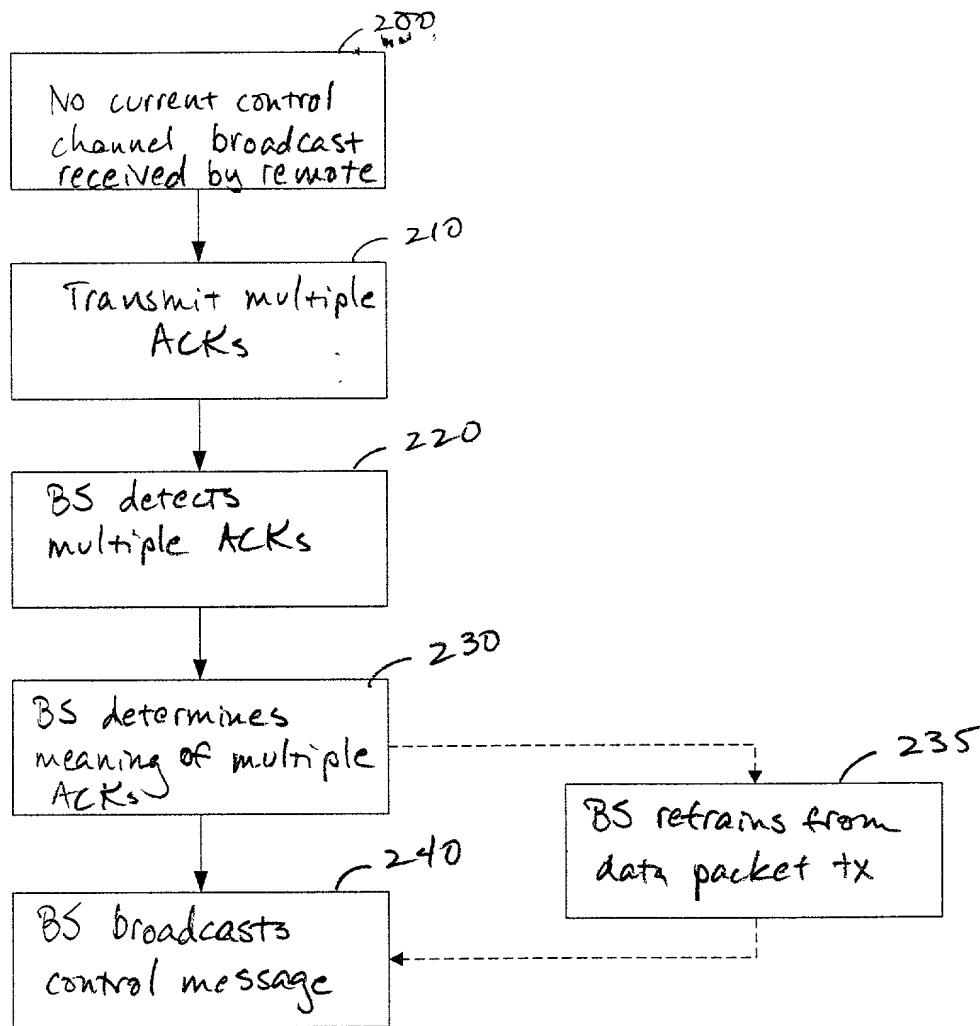 200
No current control
channel broadcast
received by remote
210
Transmit multiple
ACKs
220
BS detects
multiple ACKs
230
BS determines
meaning of multiple
ACKs
235
BS refrains from
data packet tx
240
BS broadcasts
control message